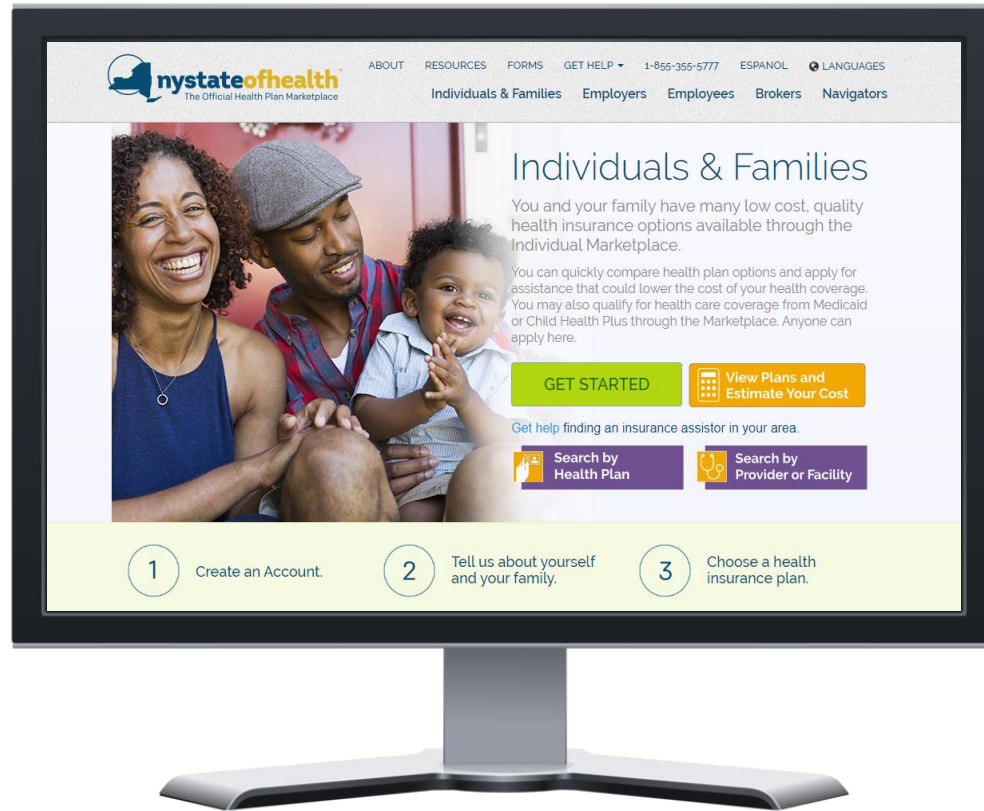 nystateofhealth™
The Official Health Plan Marketplace
ABOUT RESOURCES FORMS GET HELP 1-855-355-5777 ESPANOL LANGUAGES
Individuals & Families Employers Employees Brokers Navigators
Individuals & Families
You and your family have many low cost, quality
health insurance options available through the
Individual Marketplace.
You can quickly compare health plan options and apply for
assistance that could lower the cost of your health coverage.
You may also qualify for health care coverage from Medicaid
or Child Health Plus through the Marketplace. Anyone can
apply here.
GET STARTED
View Plans and
Estimate Your Cost
Get help finding an insurance assistor in your area.
Search by
Health Plan
Search by
Provider or Facility
1 Create an Account.
2 Tell us about yourself
and your family.
3 Choose a health
insurance plan.